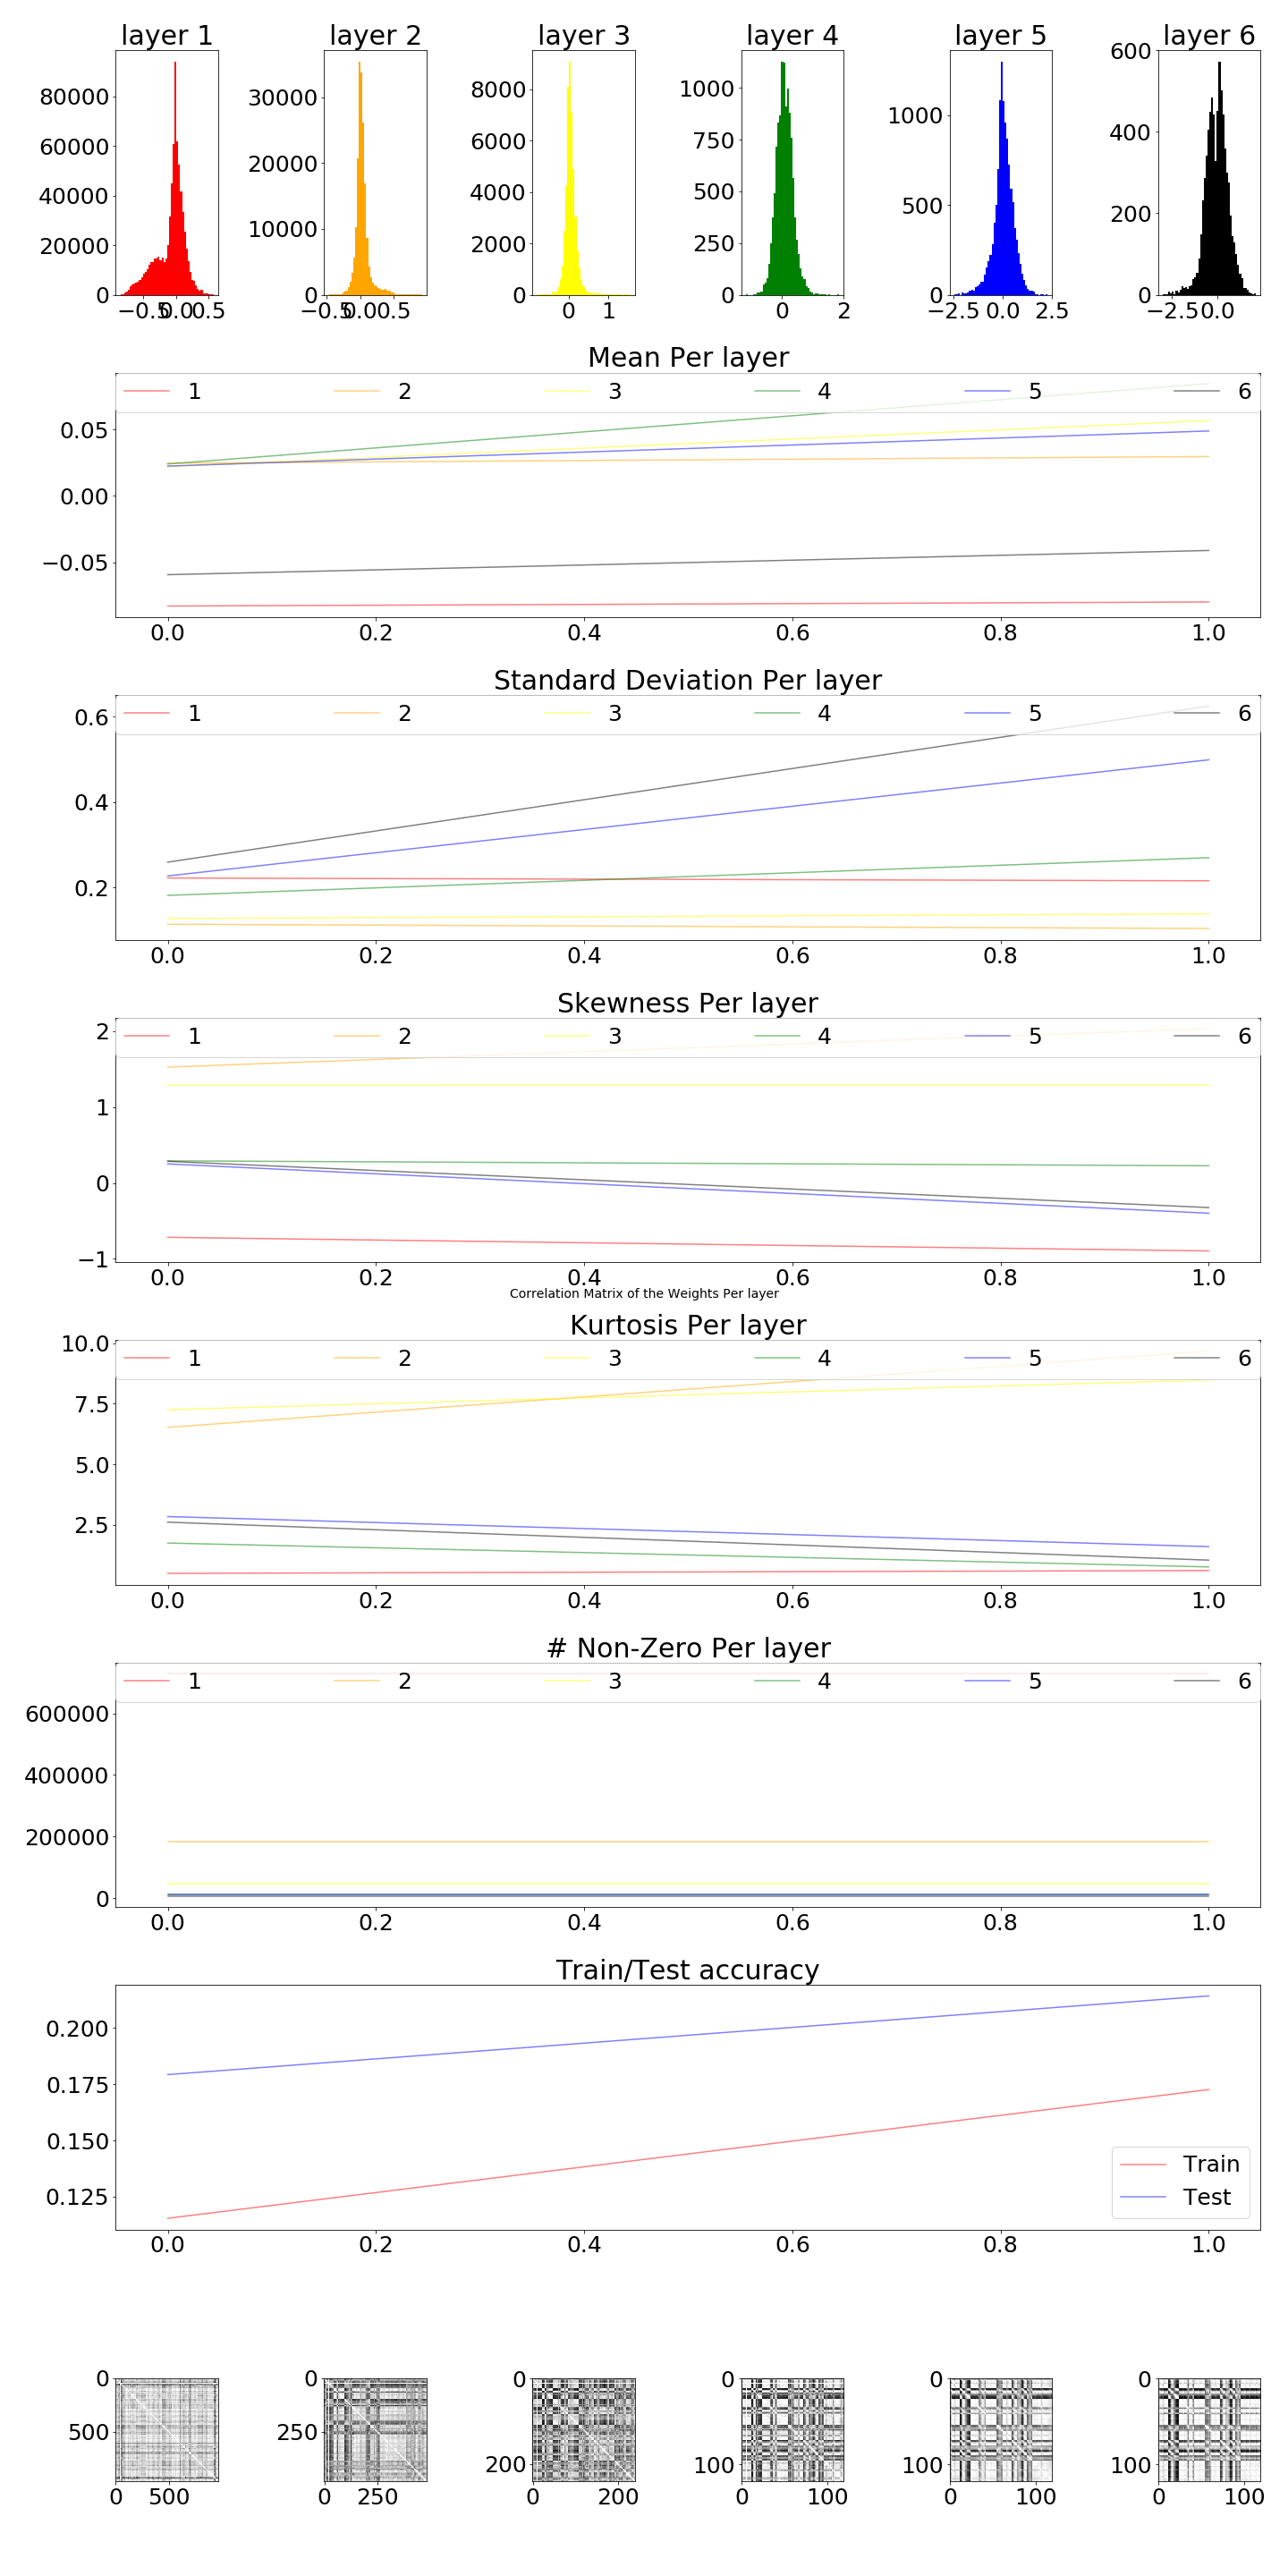 layer 1 layer 2 layer 3 layer 4 layer 5 layer 6
80000 60000 40000 20000 0
−0.5 0.0 0.5
30000 20000 10000 0
−0.5 0.0 0.5
8000 6000 4000 2000 0
0 1
1000 750 500 250 0
0 2
1000 500 0
−2.5 0.0 2.5
600 400 200 0
−2.5 0.0
Mean Per layer
1 2 3 4 5 6
0.05
0.00
−0.05
0.0 0.2 0.4 0.6 0.8 1.0
Standard Deviation Per layer
1 2 3 4 5 6
0.6
0.4
0.2
0.0 0.2 0.4 0.6 0.8 1.0
Skewness Per layer
1 2 3 4 5 6
2
1
0
−1
0.0 0.2 0.4 0.6 0.8 1.0
Correlation Matrix of the Weights Per layer
Kurtosis Per layer
1 2 3 4 5 6
10.0
7.5
5.0
2.5
0.0 0.2 0.4 0.6 0.8 1.0
# Non-Zero Per layer
1 2 3 4 5 6
600000
400000
200000
0
0.0 0.2 0.4 0.6 0.8 1.0
Train/Test accuracy
0.200
0.175
0.150
0.125
Train
Test
0.0 0.2 0.4 0.6 0.8 1.0
0 500
0 500
0 250
0 250
0 200
0 200
0 100
0 100
0 100
0 100
0 100
0 100